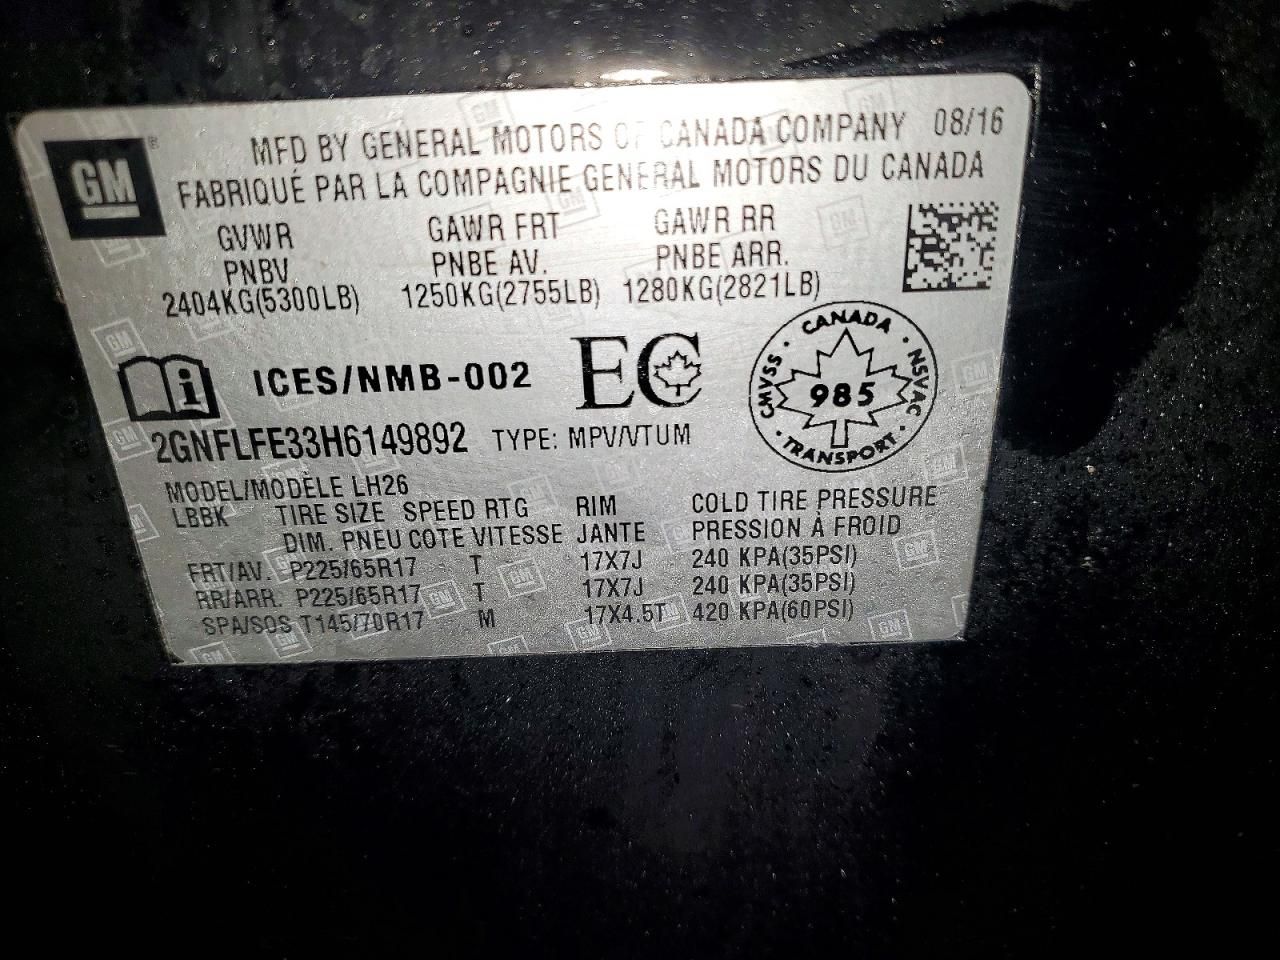 GM
MFD BY GENERAL MOTORS OF CANADA COMPANY 08/16
FABRIQUÉ PAR LA COMPAGNIE GENERAL MOTORS DU CANADA
GVWR GAWR FRT GAWR RR
PNBV PNBE AV. PNBE ARR.
2404KG(5300LB) 1250KG(2755LB) 1280KG(2821LB)
ICES/NMB-002 EC
CANADA
CMVSS 985 NSVAC
TRANSPORT
2GNFLFE33H6149892 TYPE: MPV/VTUM
MODEL/MODÈLE LH26
LBBK TIRE SIZE SPEED RTG RIM COLD TIRE PRESSURE
DIM. PNEU COTE VITESSE JANTE PRESSION À FROID
FRT/AV. P225/65R17 T 17X7J 240 KPA(35PSI)
RR/ARR. P225/65R17 T 17X7J 240 KPA(35PSI)
SPA/SOS T145/70R17 M 17X4.5T 420 KPA(60PSI)